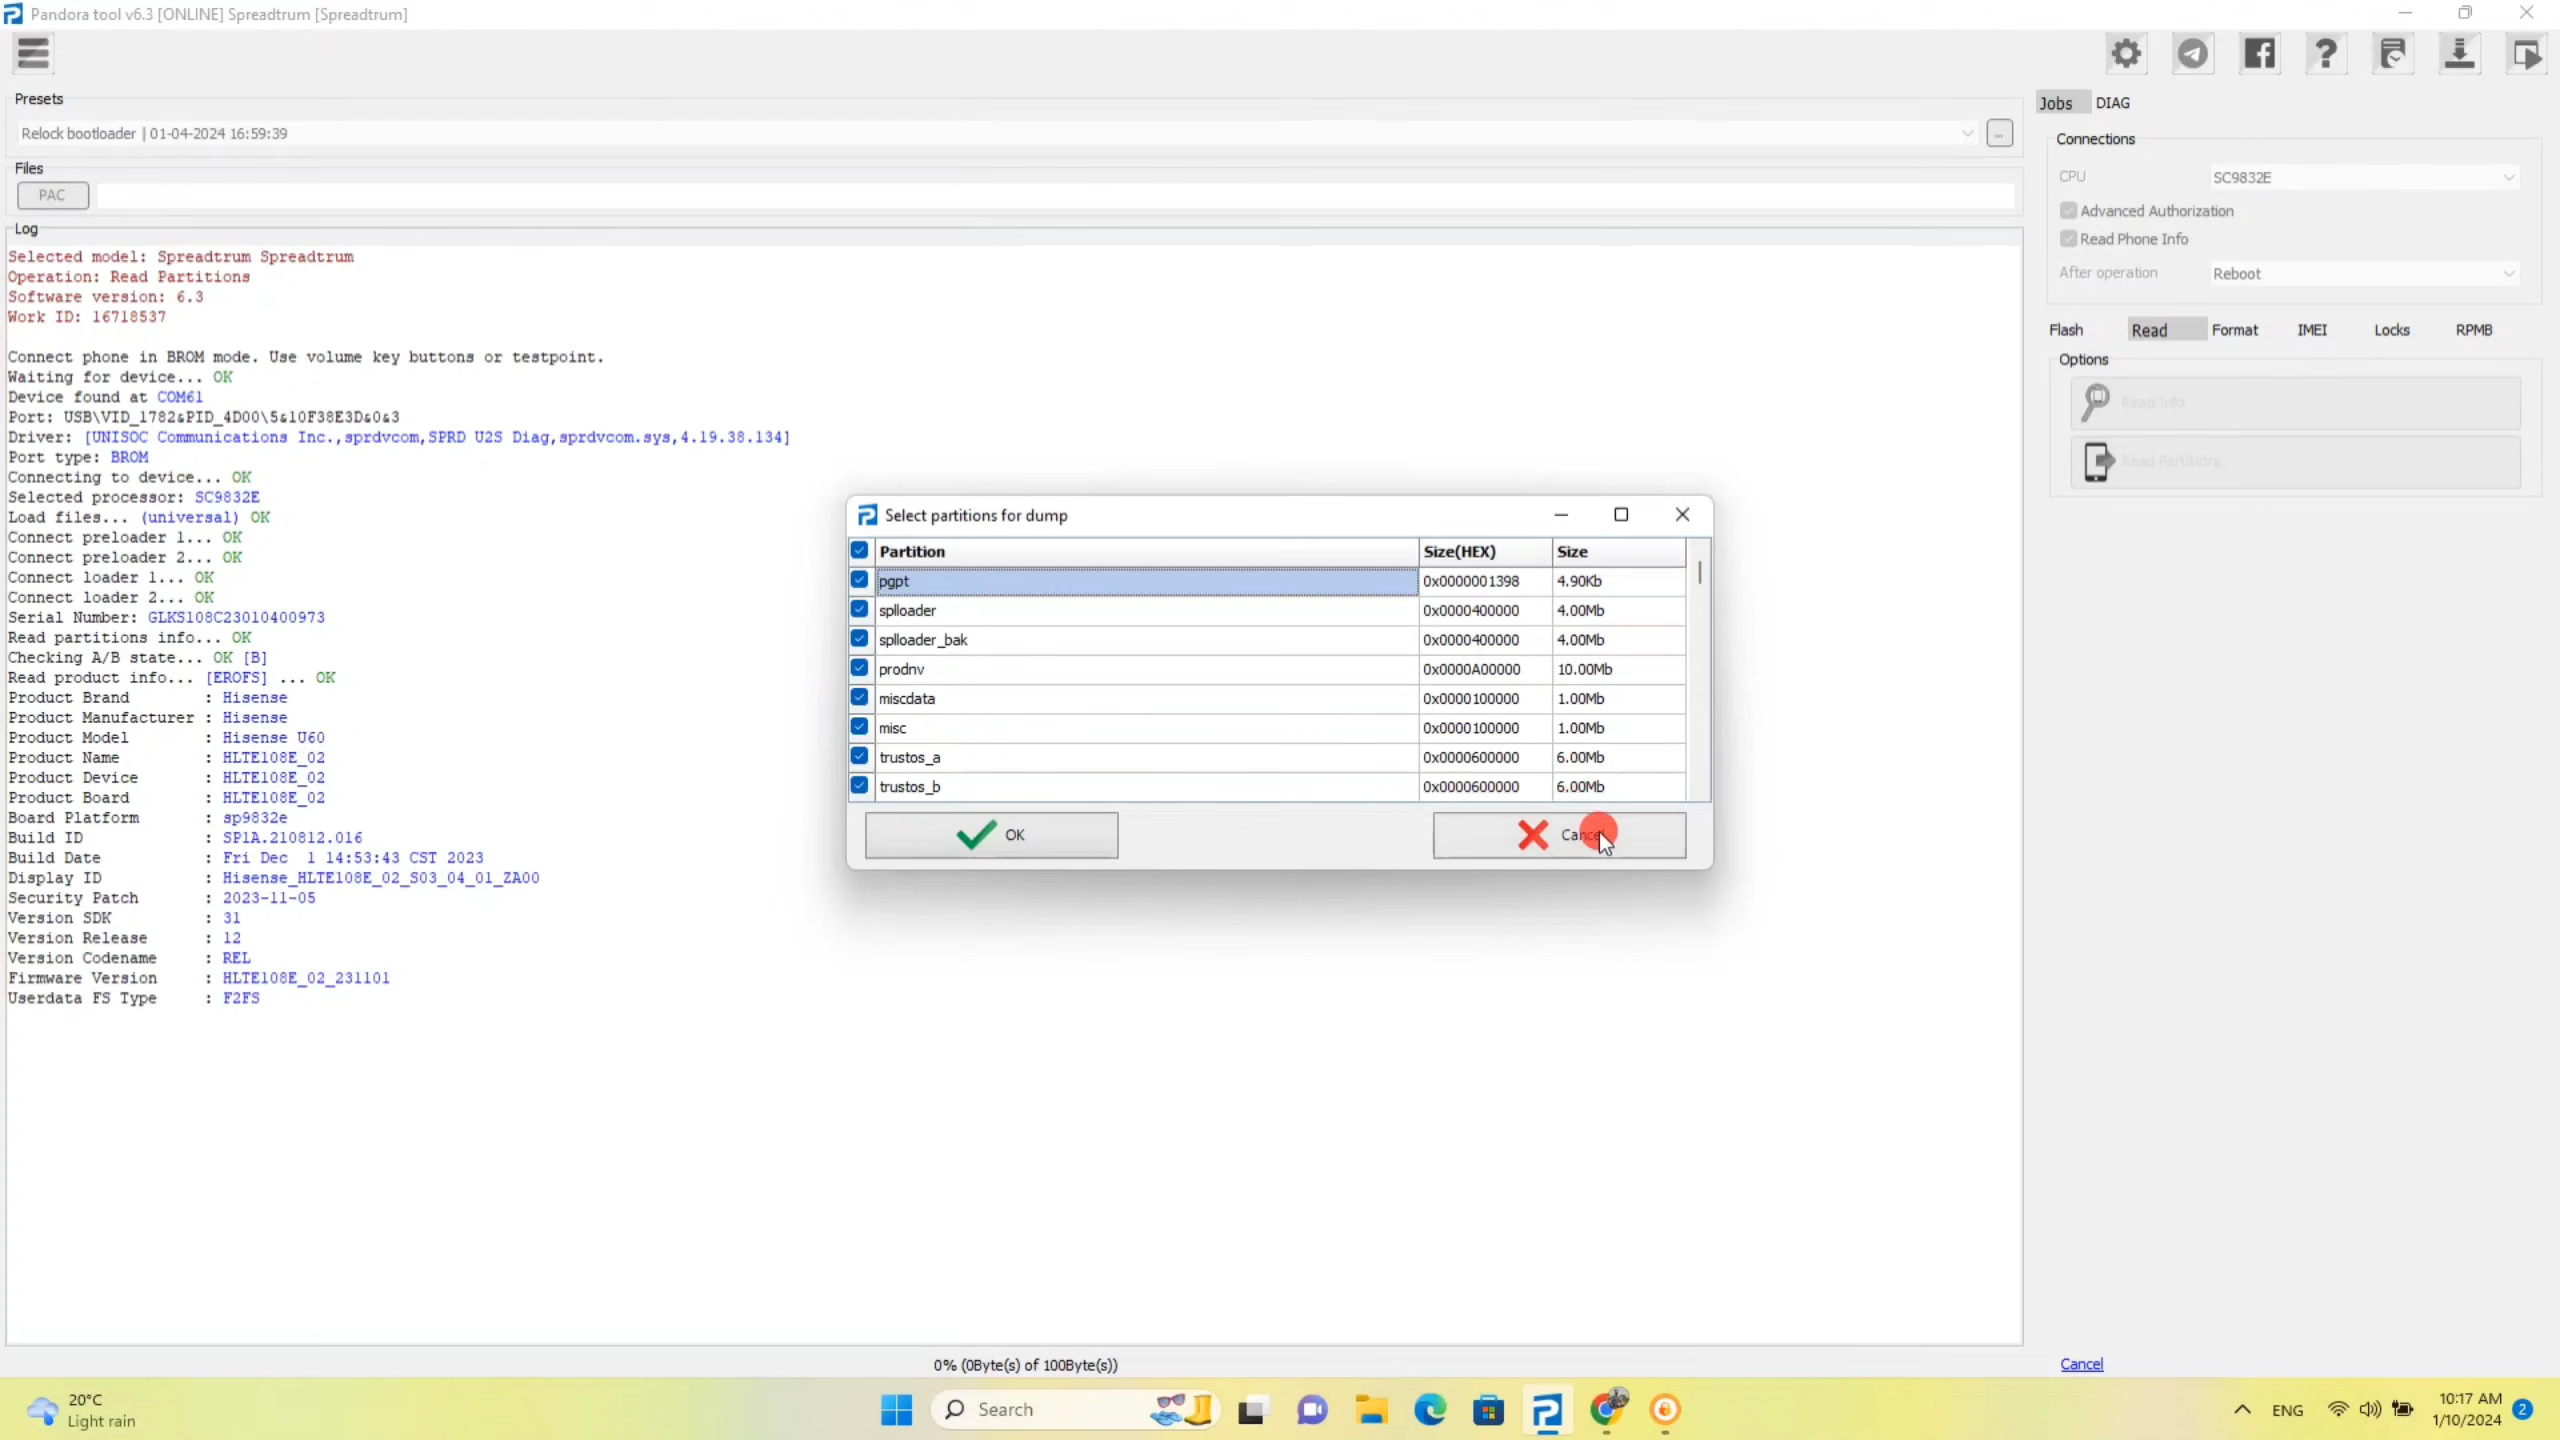 Pandora tool v6.3 [ONLINE] Spreadtrum [Spreadtrum]
Presets
Relock bootloader | 01-04-2024 16:59:39
...
Files
PAC
Log
Selected model: Spreadtrum Spreadtrum
Operation: Read Partitions
Software version: 6.3
Work ID: 16718537
Connect phone in BROM mode. Use volume key buttons or testpoint.
Waiting for device... OK
Device found at COM61
Port: USB\VID_1782&PID_4D00\5&10F38E3D&0&3
Driver: [UNISOC Communications Inc.,sprdvcom,SPRD U2S Diag,sprdvcom.sys,4.19.38.134]
Port type: BROM
Connecting to device... OK
Selected processor: SC9832E
Load files... (universal) OK
Connect preloader 1... OK
Connect preloader 2... OK
Connect loader 1... OK
Connect loader 2... OK
Serial Number: GLKS108C23010400973
Read partitions info... OK
Checking A/B state... OK [B]
Read product info... [EROFS] ... OK
Product Brand : Hisense
Product Manufacturer : Hisense
Product Model : Hisense U60
Product Name : HLTE108E_02
Product Device : HLTE108E_02
Product Board : HLTE108E_02
Board Platform : sp9832e
Build ID : SP1A.210812.016
Build Date : Fri Dec 1 14:53:43 CST 2023
Display ID : Hisense_HLTE108E_02_S03_04_01_ZA00
Security Patch : 2023-11-05
Version SDK : 31
Version Release : 12
Version Codename : REL
Firmware Version : HLTE108E_02_231101
Userdata FS Type : F2FS
Select partitions for dump
Partition Size(HEX) Size
pgpt 0x0000001398 4.90Kb
splloader 0x0000400000 4.00Mb
splloader_bak 0x0000400000 4.00Mb
prodnv 0x0000A00000 10.00Mb
miscdata 0x0000100000 1.00Mb
misc 0x0000100000 1.00Mb
trustos_a 0x0000600000 6.00Mb
trustos_b 0x0000600000 6.00Mb
OK Cancel
Jobs DIAG
Connections
CPU SC9832E
Advanced Authorization
Read Phone Info
After operation Reboot
Flash Read Format IMEI Locks RPMB
Options
Read Info
Read Partitions
0% (0Byte(s) of 100Byte(s))
Cancel
20°C
Light rain
Search
ENG
10:17 AM
1/10/2024
2